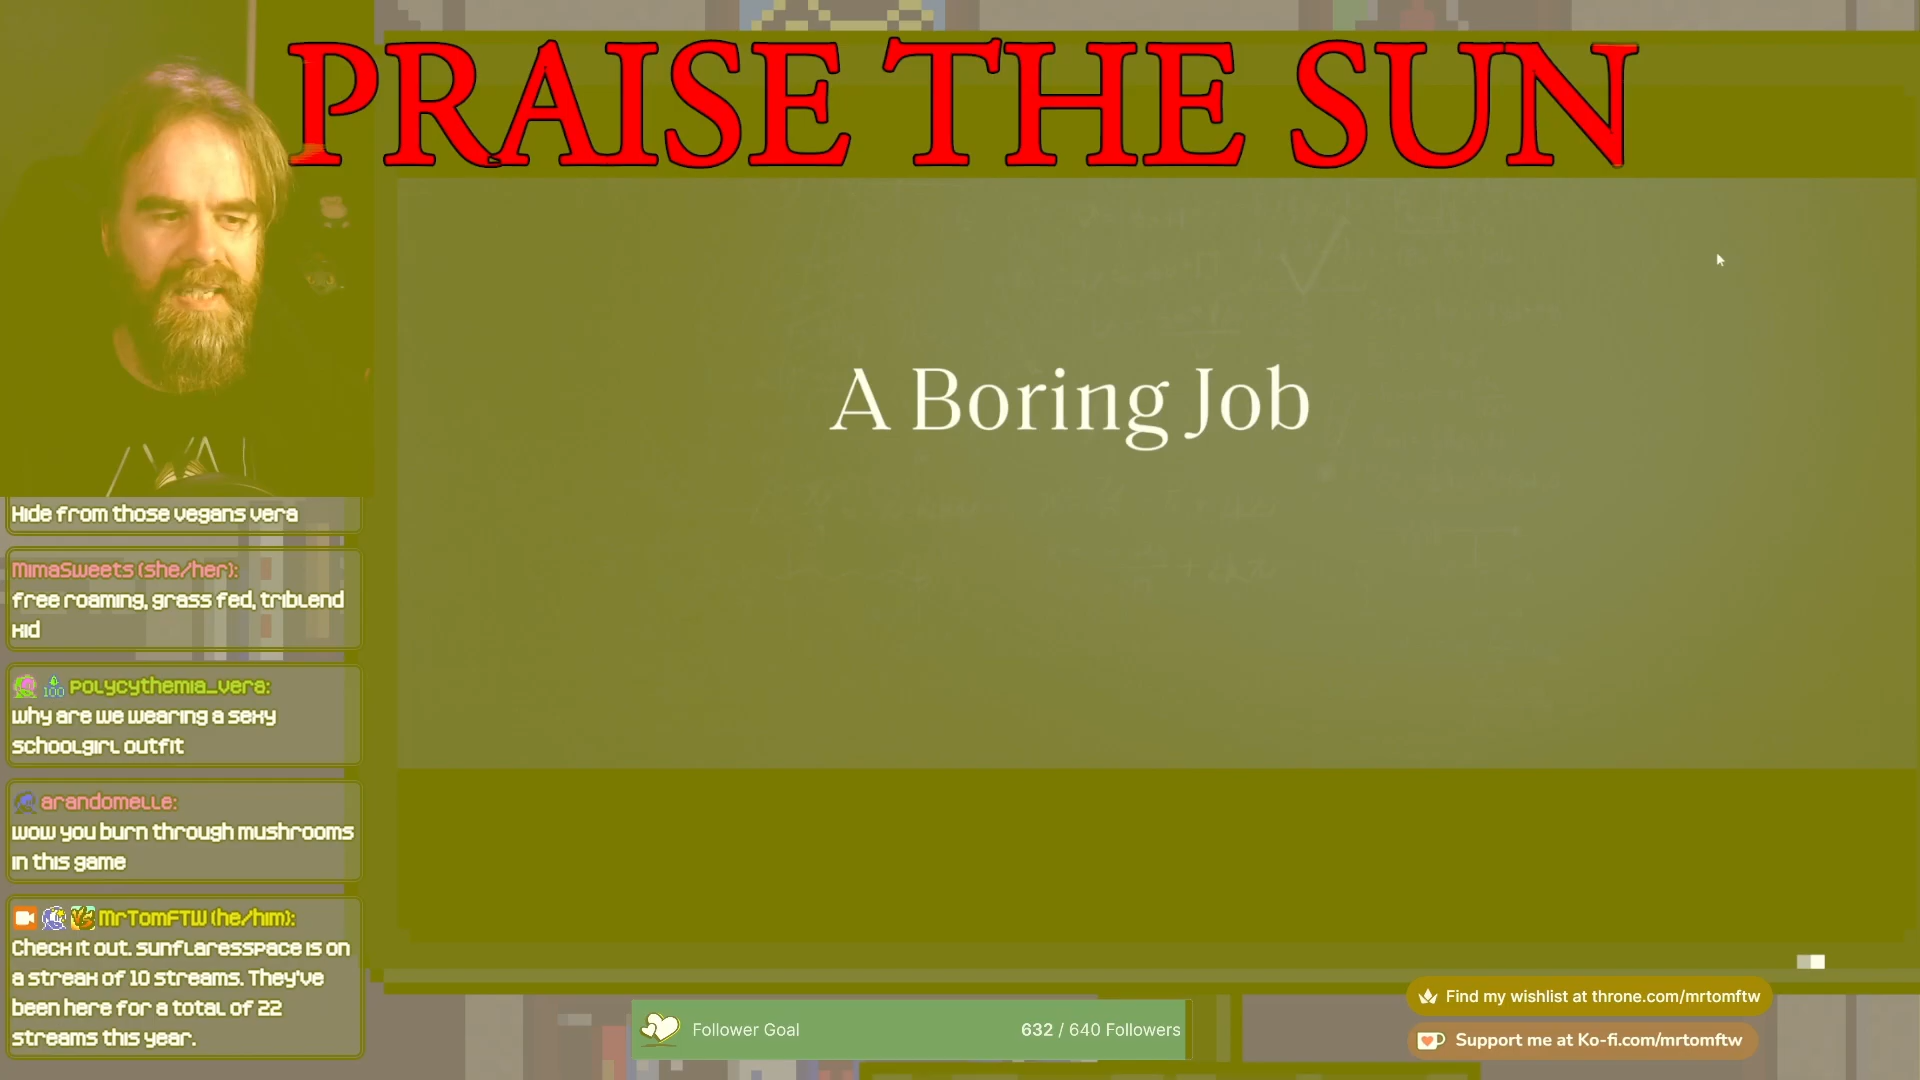 PRAISE THE SUN
A Boring Job
Hide from those vegans vera
MimaSweets (she/her):
free roaming, grass fed, triblend
kid
100 polycythemia_vera:
why are we wearing a sexy
schoolgirl outfit
arandomelle:
wow you burn through mushrooms
in this game
MrTomFTW (he/him):
Check it out. sunflaresspace is on
a streak of 10 streams. They've
been here for a total of 22
streams this year.
Follower Goal
632 / 640 Followers
Find my wishlist at throne.com/mrtomftw
Support me at Ko-fi.com/mrtomftw